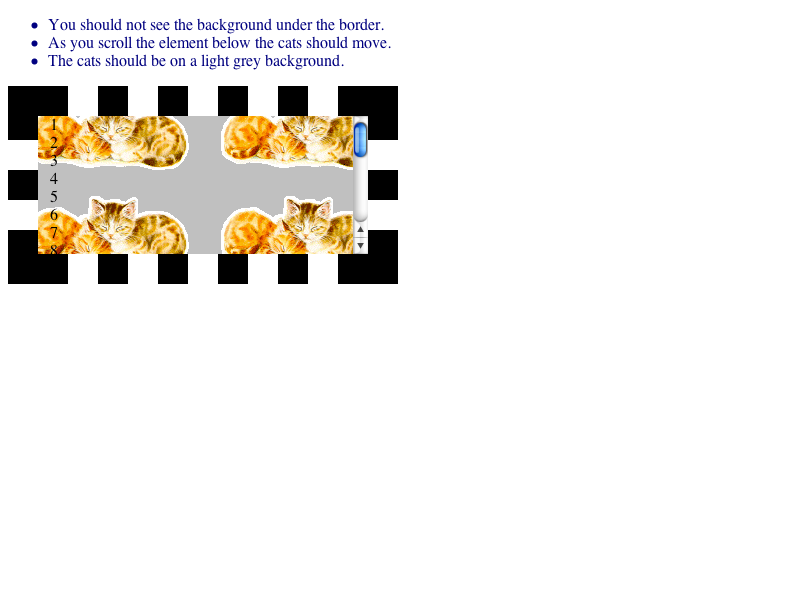 You should not see the background under the border.
As you scroll the element below the cats should move.
The cats should be on a light grey background.
1
2
3
4
5
6
7
8